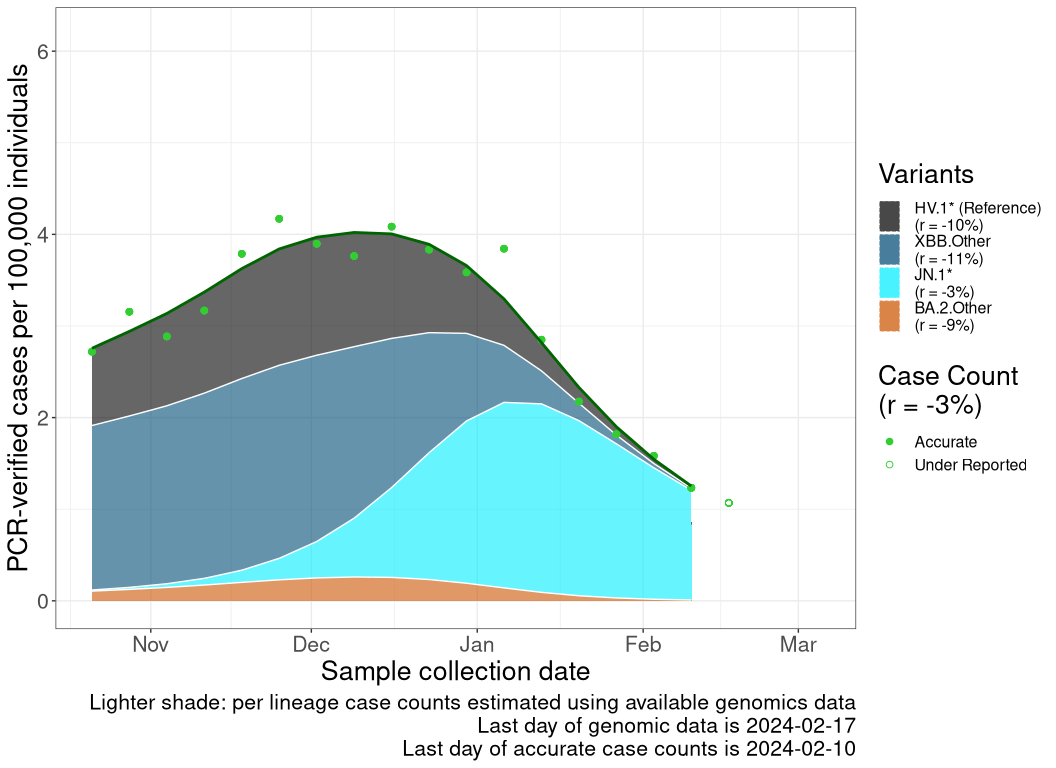 PCR-verified cases per 100,000 individuals
6
4
2
0
Nov Dec Jan Feb Mar
Sample collection date
Lighter shade: per lineage case counts estimated using available genomics data
Last day of genomic data is 2024-02-17
Last day of accurate case counts is 2024-02-10
Variants
HV.1* (Reference)
(r = -10%)
XBB.Other
(r = -11%)
JN.1*
(r = -3%)
BA.2.Other
(r = -9%)
Case Count
(r = -3%)
Accurate
Under Reported